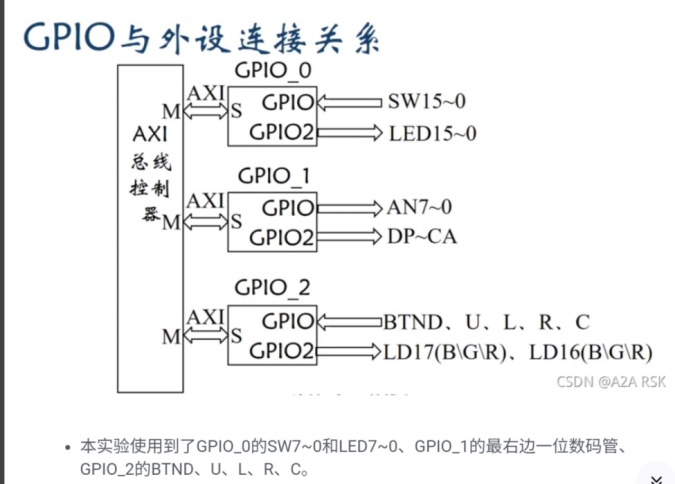 GPIO与外设连接关系
GPIO_0
AXI
M
S
GPIO
SW15~0
GPIO2
LED15~0
AXI
总线
控制
器
GPIO_1
AXI
M
S
GPIO
AN7~0
GPIO2
DP~CA
GPIO_2
AXI
M
S
GPIO
BTND、U、L、R、C
GPIO2
LD17(B\G\R)、LD16(B\G\R)
CSDN @A2A RSK
• 本实验使用到了GPIO_0的SW7~0和LED7~0、GPIO_1的最右边一位数码管、
GPIO_2的BTND、U、L、R、C。